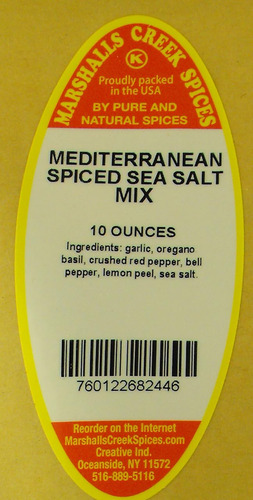 MARSHALLS CREEK SPICES
K
Proudly packed
in the USA
BY PURE AND
NATURAL SPICES
MEDITERRANEAN
SPICED SEA SALT
MIX
10 OUNCES
Ingredients: garlic, oregano
basil, crushed red pepper, bell
pepper, lemon peel, sea salt.
760122682446
Reorder on the Internet
MarshallsCreekSpices.com
Creative Ind.
Oceanside, NY 11572
516-889-5116